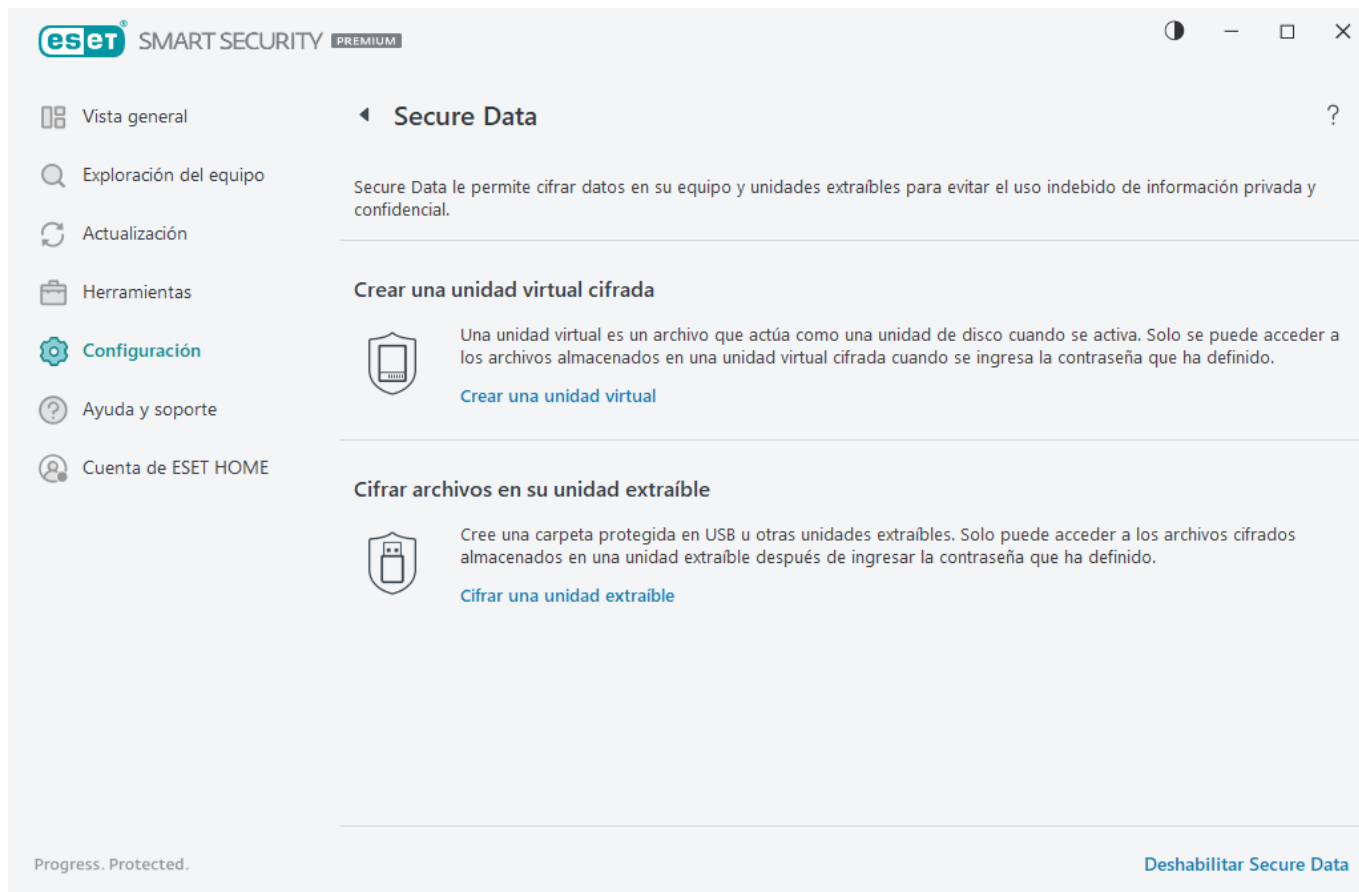 eset® SMART SECURITY PREMIUM
Vista general
Exploración del equipo
Actualización
Herramientas
Configuración
Ayuda y soporte
Cuenta de ESET HOME
Secure Data
?
Secure Data le permite cifrar datos en su equipo y unidades extraíbles para evitar el uso indebido de información privada y
confidencial.
Crear una unidad virtual cifrada
Una unidad virtual es un archivo que actúa como una unidad de disco cuando se activa. Solo se puede acceder a
los archivos almacenados en una unidad virtual cifrada cuando se ingresa la contraseña que ha definido.
Crear una unidad virtual
Cifrar archivos en su unidad extraíble
Cree una carpeta protegida en USB u otras unidades extraíbles. Solo puede acceder a los archivos cifrados
almacenados en una unidad extraíble después de ingresar la contraseña que ha definido.
Cifrar una unidad extraíble
Progress. Protected.
Deshabilitar Secure Data